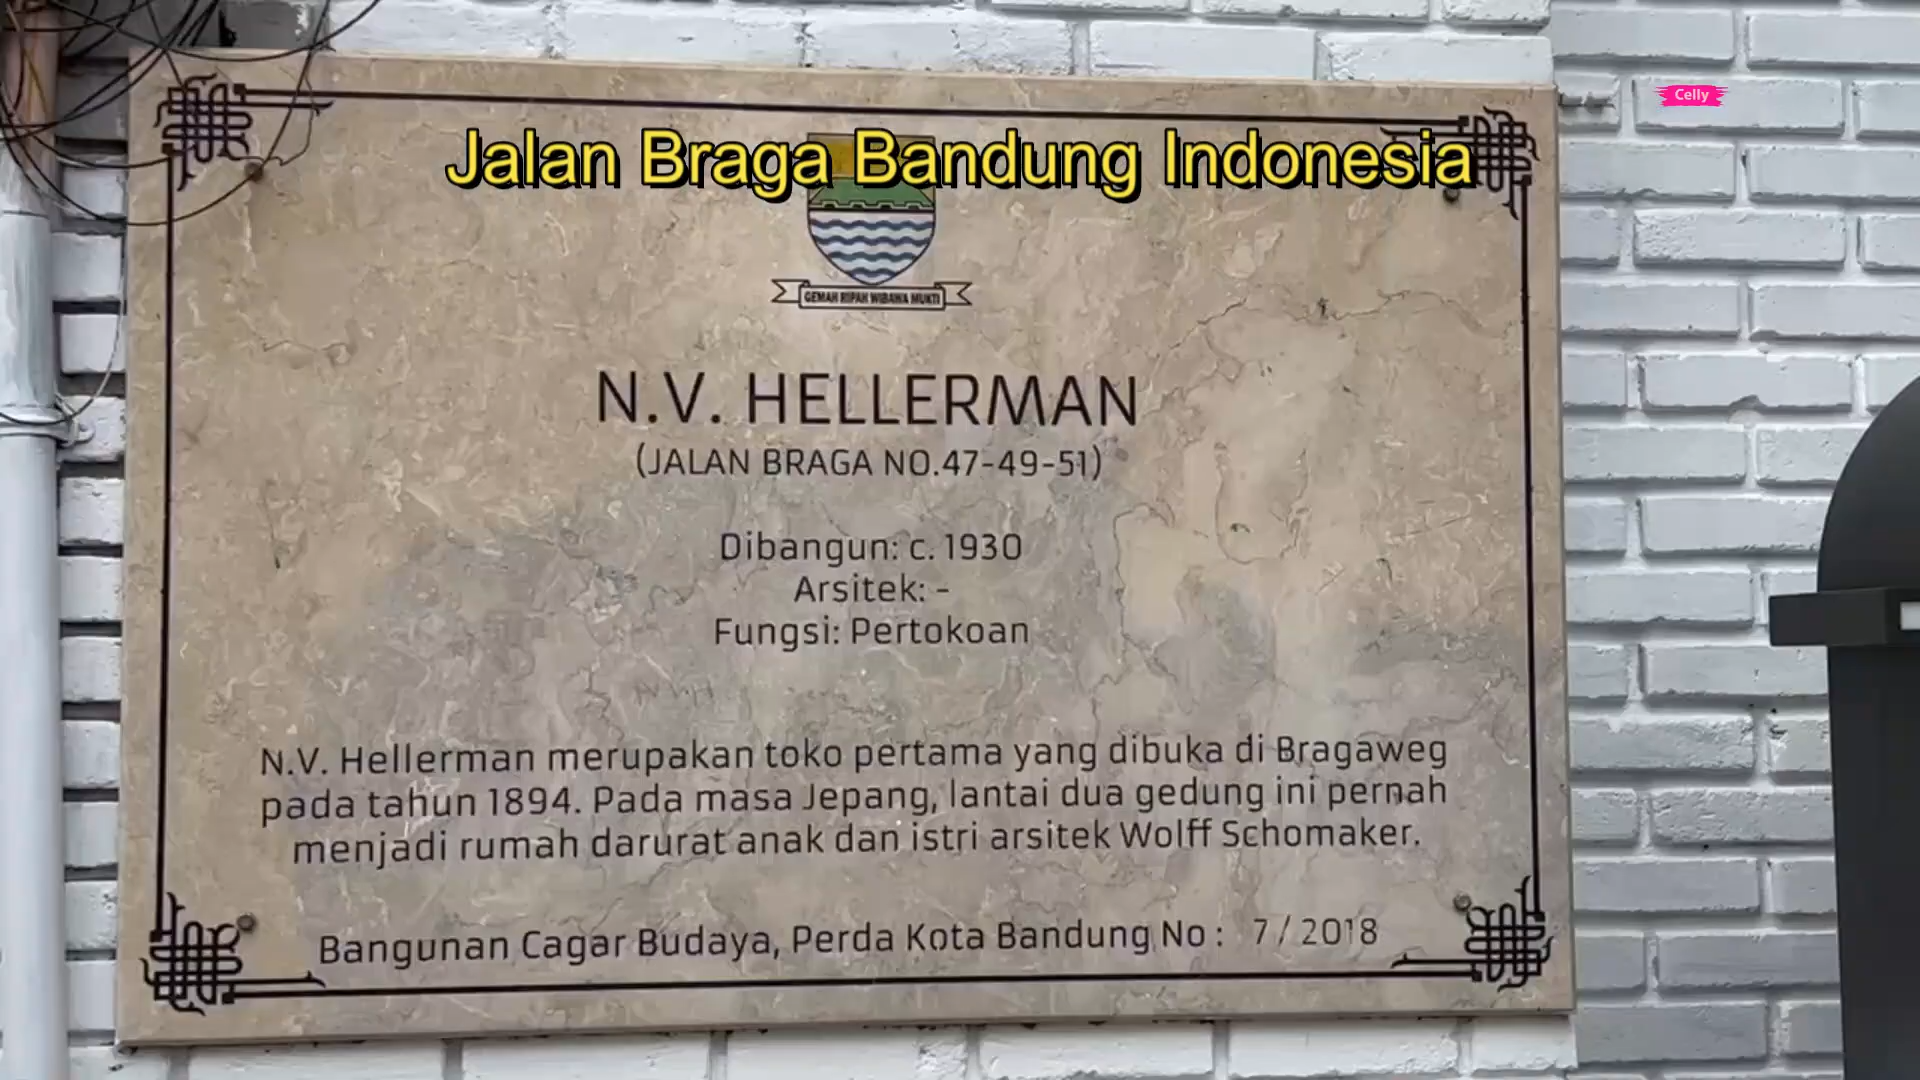 Jalan Braga Bandung Indonesia
Celly
GEMAH RIPAH WIBAWA MUKTI
N.V. HELLERMAN
(JALAN BRAGA NO.47-49-51)
Dibangun: c. 1930
Arsitek: -
Fungsi: Pertokoan
N.V. Hellerman merupakan toko pertama yang dibuka di Bragaweg
pada tahun 1894. Pada masa Jepang, lantai dua gedung ini pernah
menjadi rumah darurat anak dan istri arsitek Wolff Schomaker.
Bangunan Cagar Budaya, Perda Kota Bandung No : 7 / 2018